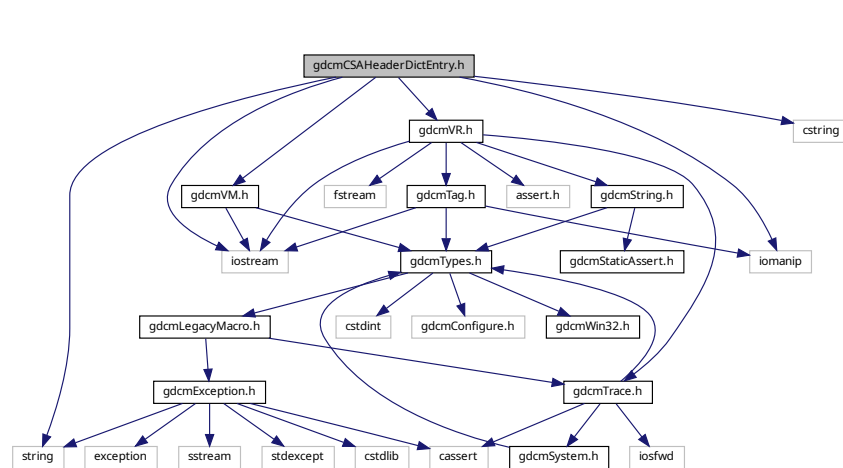 gdcmCSAHeaderDictEntry.h
cstring
gdcmVR.h
gdcmVM.h
fstream
gdcmTag.h
assert.h
gdcmString.h
iostream
gdcmTypes.h
gdcmStaticAssert.h
iomanip
gdcmLegacyMacro.h
cstdint
gdcmConfigure.h
gdcmWin32.h
gdcmException.h
gdcmTrace.h
string
exception
sstream
stdexcept
cstdlib
cassert
gdcmSystem.h
iosfwd